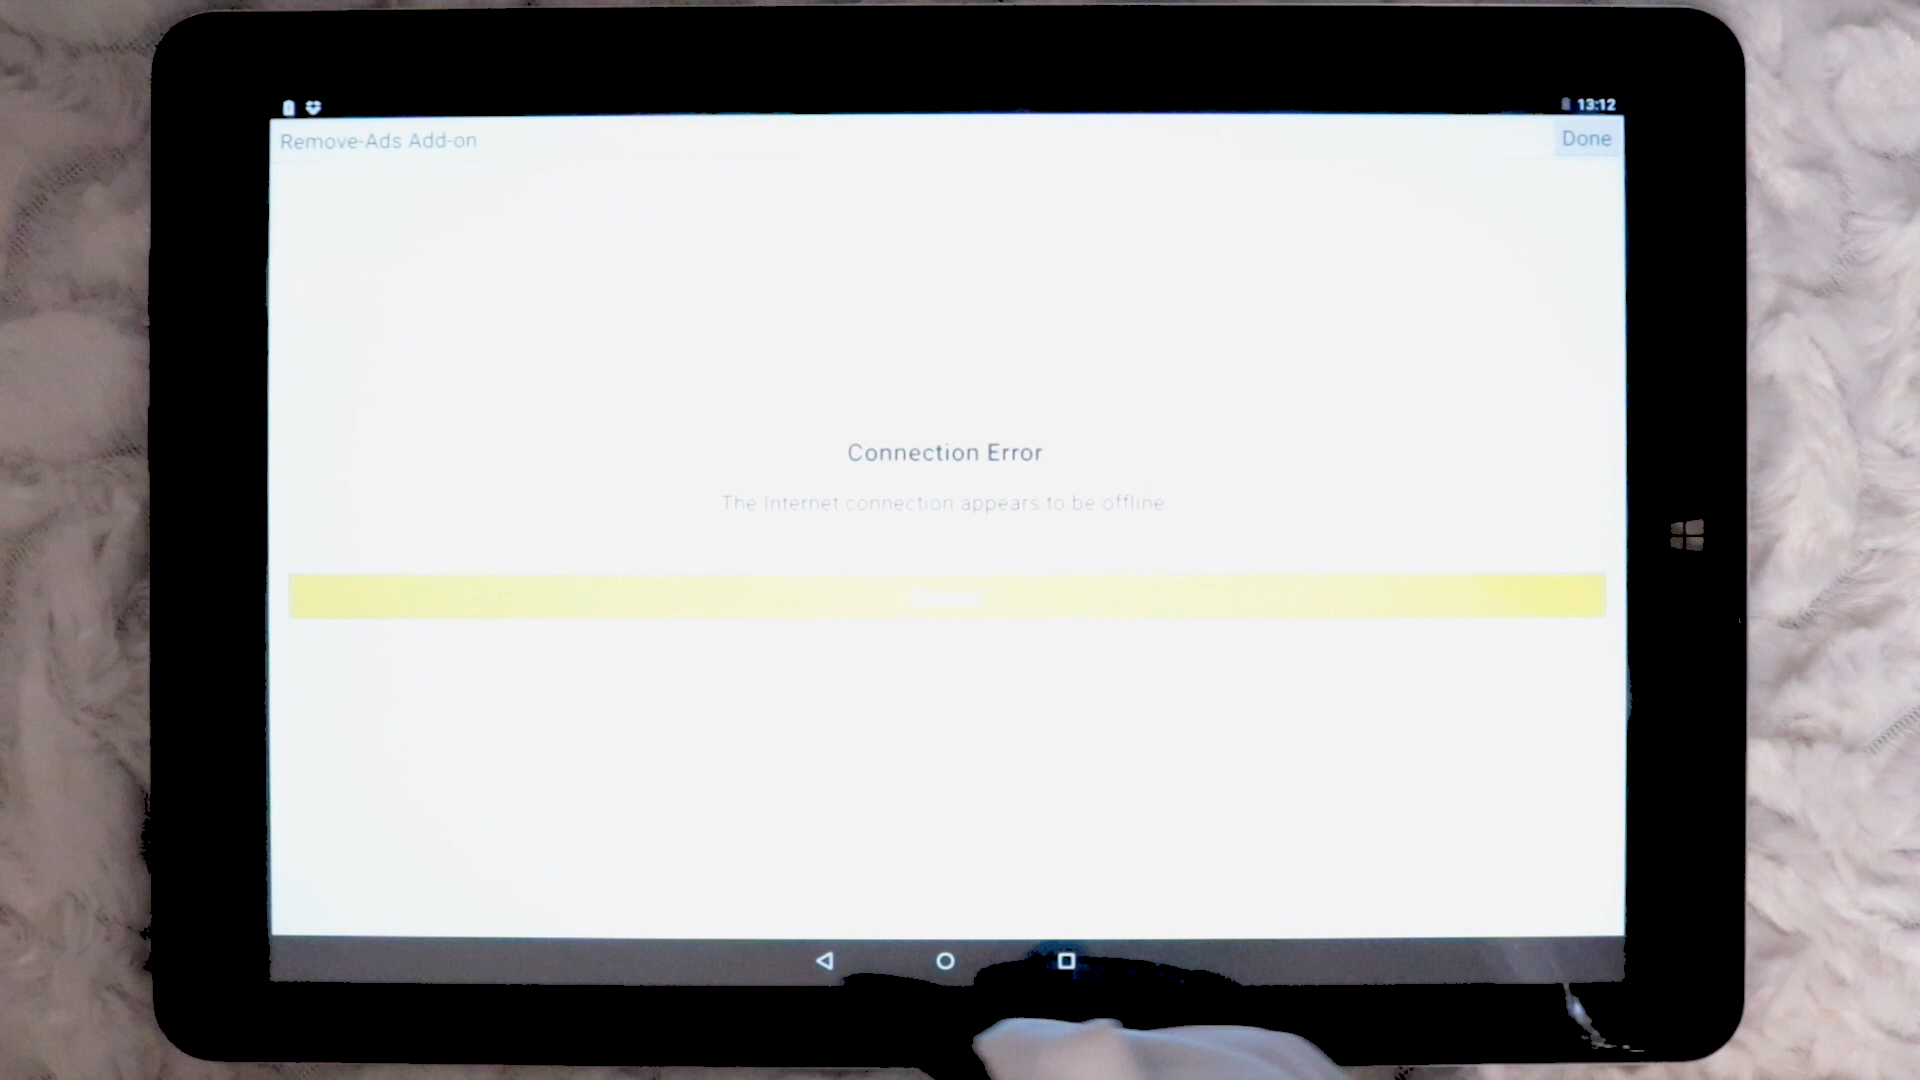 13:12
Remove-Ads Add-on
Done
Connection Error
The Internet connection appears to be offline